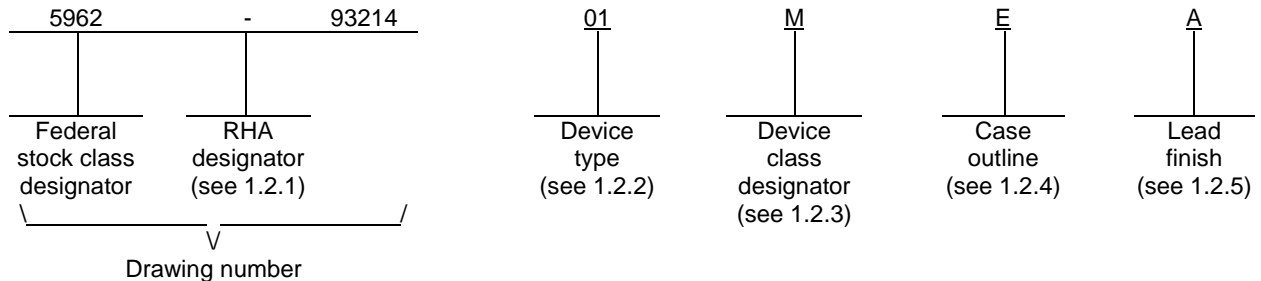 5962 - 93214 01 M E A
Federal stock class designator
RHA designator (see 1.2.1)
Device type (see 1.2.2)
Device class designator (see 1.2.3)
Case outline (see 1.2.4)
Lead finish (see 1.2.5)
Drawing number